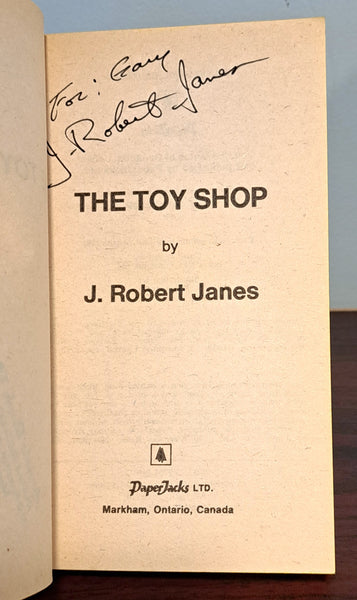 For: Gary
J. Robert Janes
THE TOY SHOP
by
J. Robert Janes
PaperJacks LTD.
Markham, Ontario, Canada